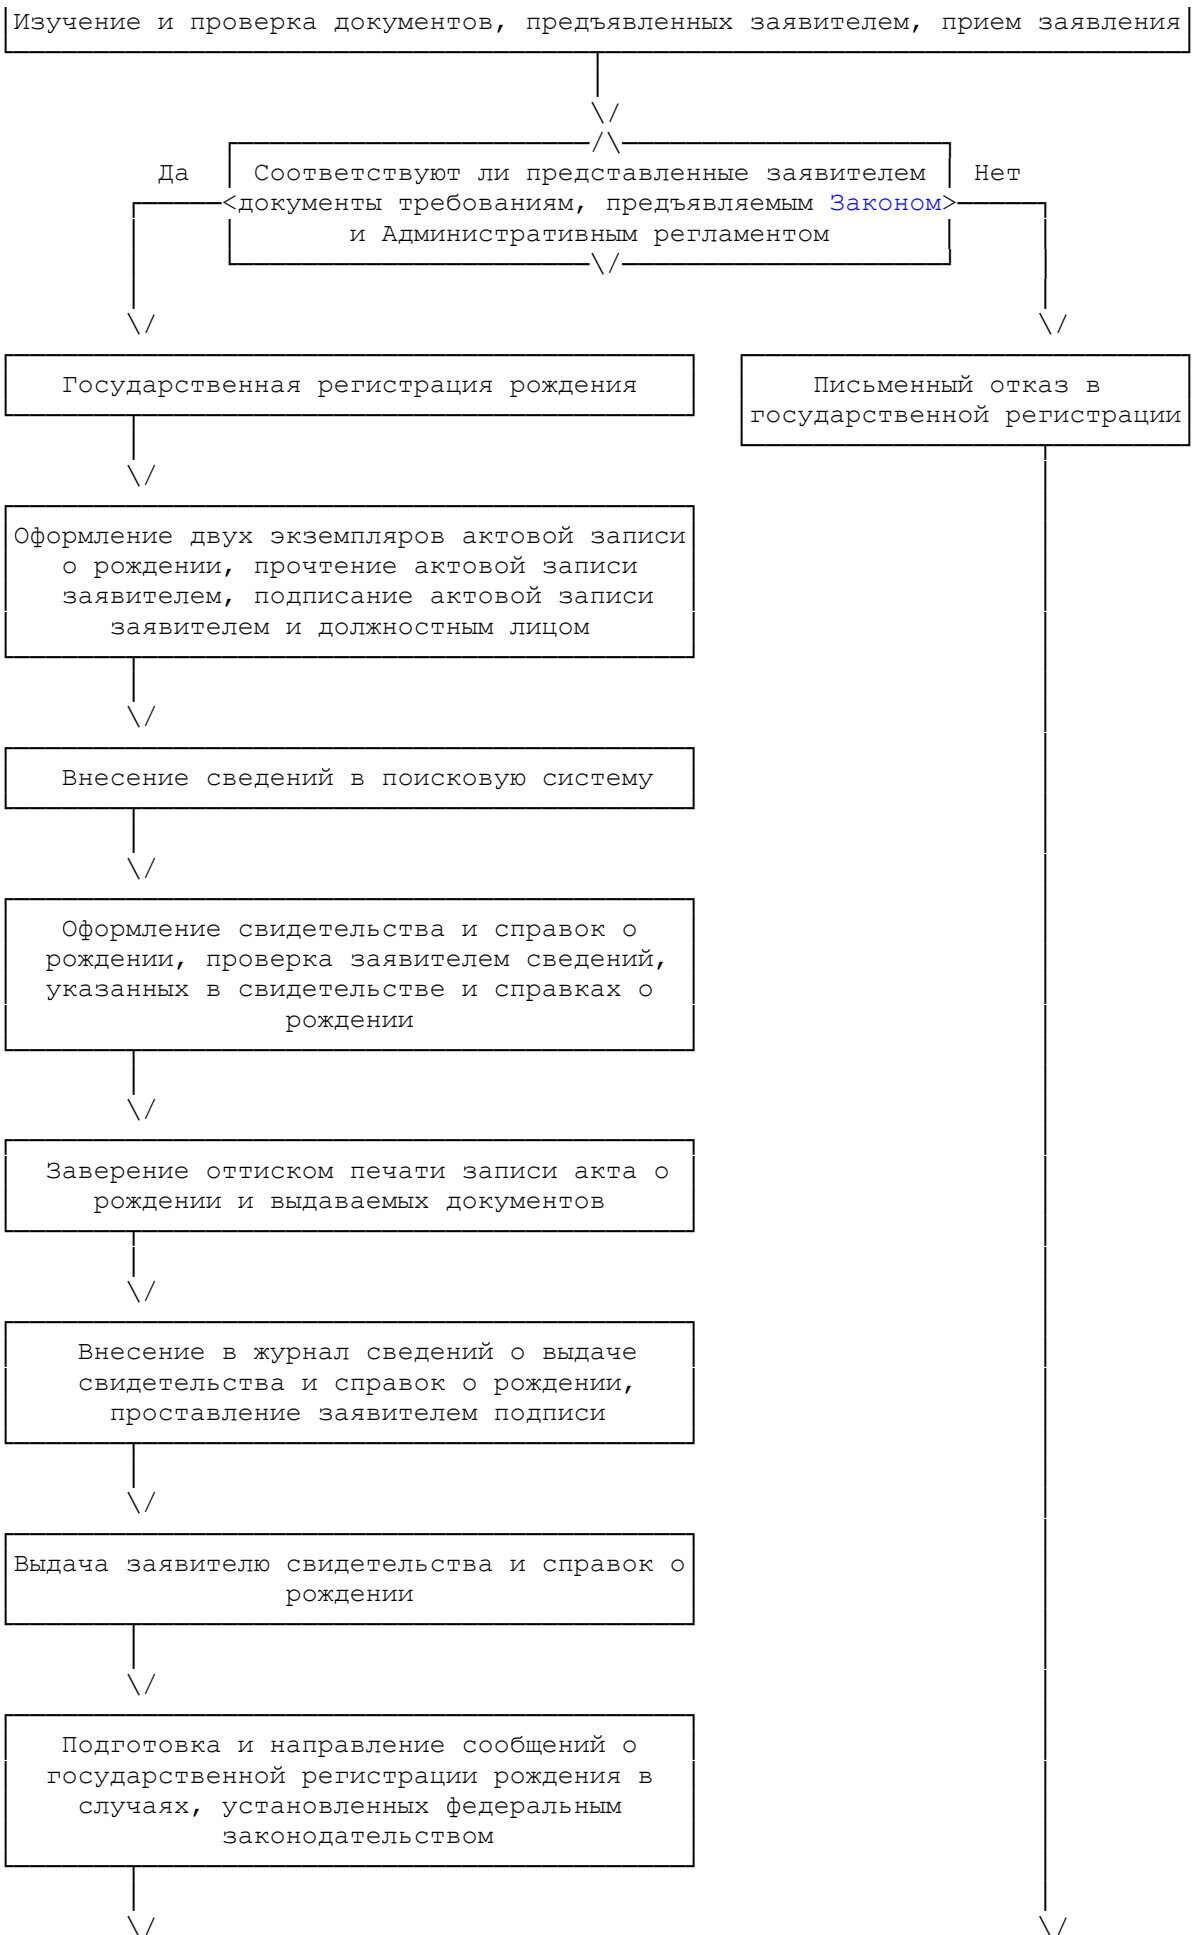 Изучение и проверка документов, предъявленных заявителем, прием заявления
Да
Соответствуют ли представленные заявителем
Нет
документы требованиям, предъявляемым Законом
и Административным регламентом
Государственная регистрация рождения
Письменный отказ в
государственной регистрации
Оформление двух экземпляров актовой записи
о рождении, прочтение актовой записи
заявителем, подписание актовой записи
заявителем и должностным лицом
Внесение сведений в поисковую систему
Оформление свидетельства и справок о
рождении, проверка заявителем сведений,
указанных в свидетельстве и справках о
рождении
Заверение оттиском печати записи акта о
рождении и выдаваемых документов
Внесение в журнал сведений о выдаче
свидетельства и справок о рождении,
проставление заявителем подписи
Выдача заявителю свидетельства и справок о
рождении
Подготовка и направление сообщений о
государственной регистрации рождения в
случаях, установленных федеральным
законодательством